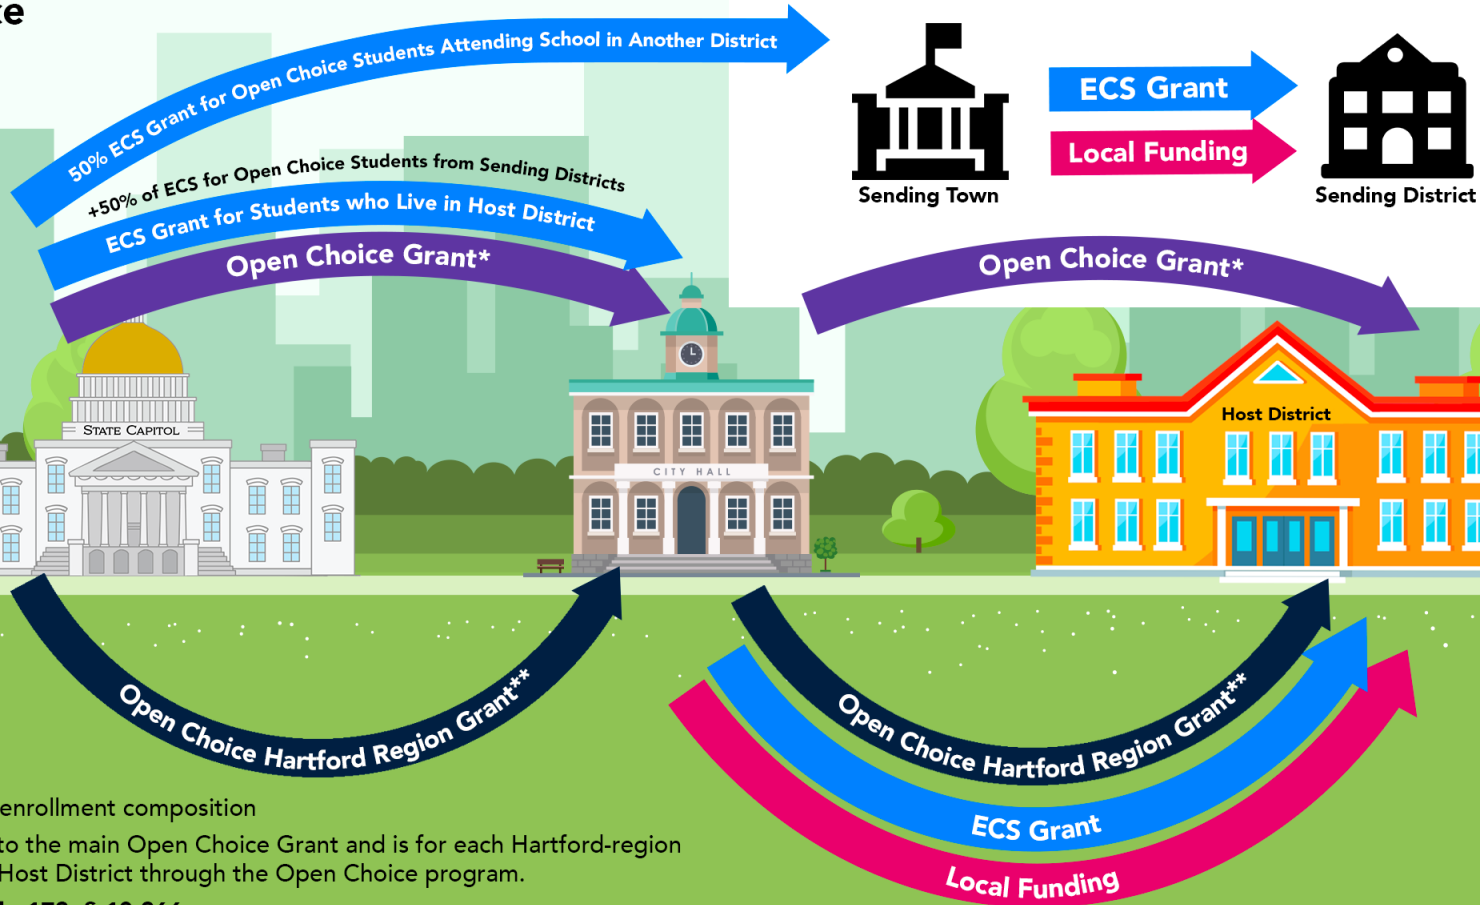 50% ECS Grant for Open Choice Students Attending School in Another District
+50% of ECS for Open Choice Students from Sending Districts
ECS Grant for Students who Live in Host District
Open Choice Grant*
ECS Grant
Local Funding
Sending Town
Sending District
Open Choice Grant*
STATE CAPITOL
CITY HALL
Host District
Open Choice Hartford Region Grant**
Open Choice Hartford Region Grant**
ECS Grant
Local Funding
enrollment composition
to the main Open Choice Grant and is for each Hartford-region
Host District through the Open Choice program.